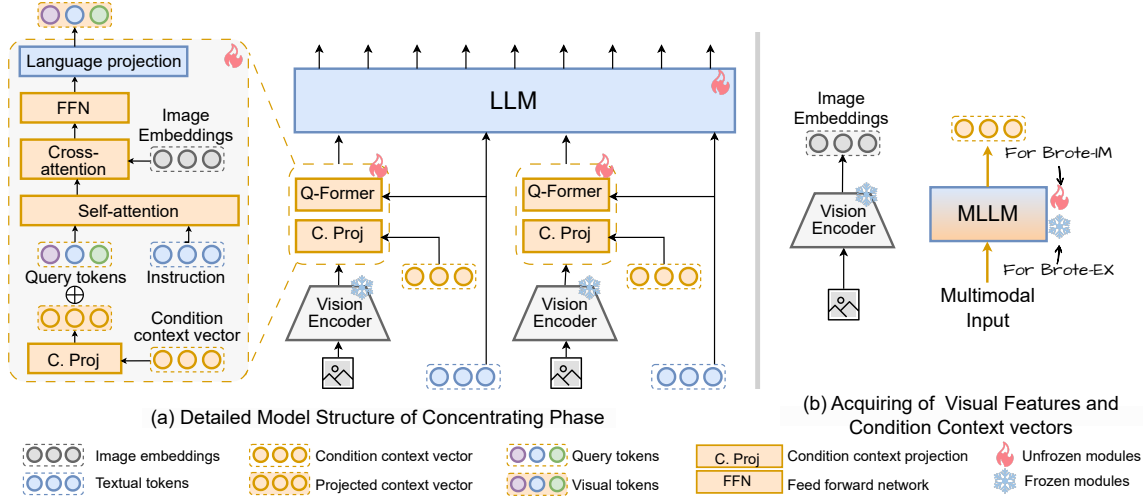 Language projection
FFN
Image
Embeddings
Cross-
attention
Self-attention
Query tokens
Instruction
Condition
context vector
C. Proj
LLM
Q-Former
C. Proj
Vision
Encoder
Q-Former
C. Proj
Vision
Encoder
(a) Detailed Model Structure of Concentrating Phase
Image
Embeddings
Vision
Encoder
For Brote-IM
MLLM
For Brote-EX
Multimodal
Input
(b) Acquiring of Visual Features and
Condition Context vectors
Image embeddings
Condition context vector
Query tokens
C. Proj
Condition context projection
Unfrozen modules
Textual tokens
Projected context vector
Visual tokens
FFN
Feed forward network
Frozen modules